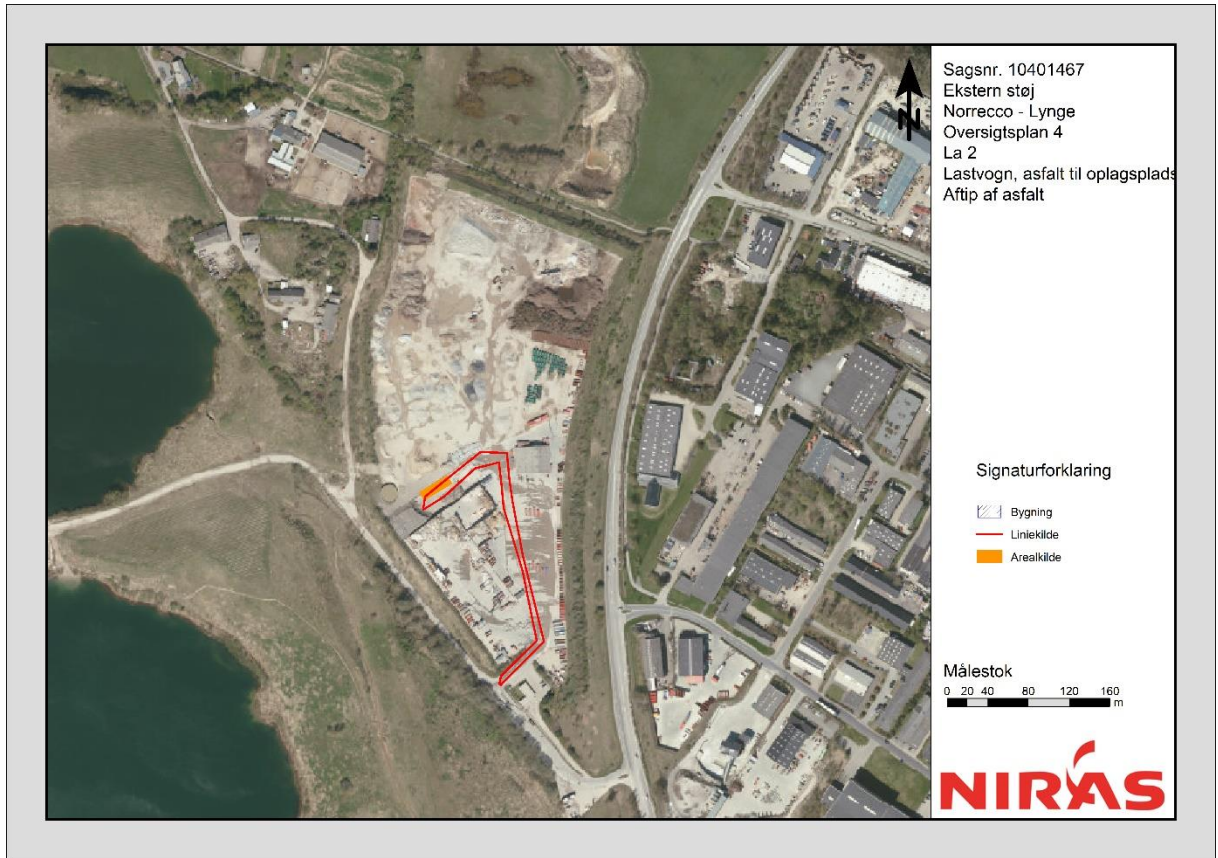 Sagsnr. 10401467
Ekstern støj
Norrecco - Lynge
Oversigtsplan 4
La 2
Lastvogn, asfalt til oplagsplads
Aftip af asfalt
N
Signaturforklaring
Bygning
Liniekilde
Arealkilde
Målestok
0 20 40 80 120 160
m
NIRAS